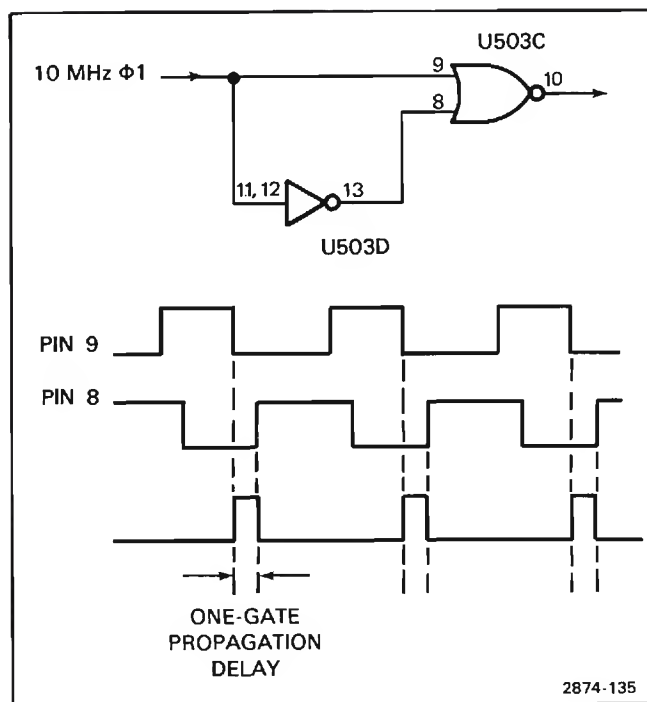 U503C
10 MHz Φ1
9
10
8
11, 12
13
U503D
PIN 9
PIN 8
ONE-GATE
PROPAGATION
DELAY
2874-135